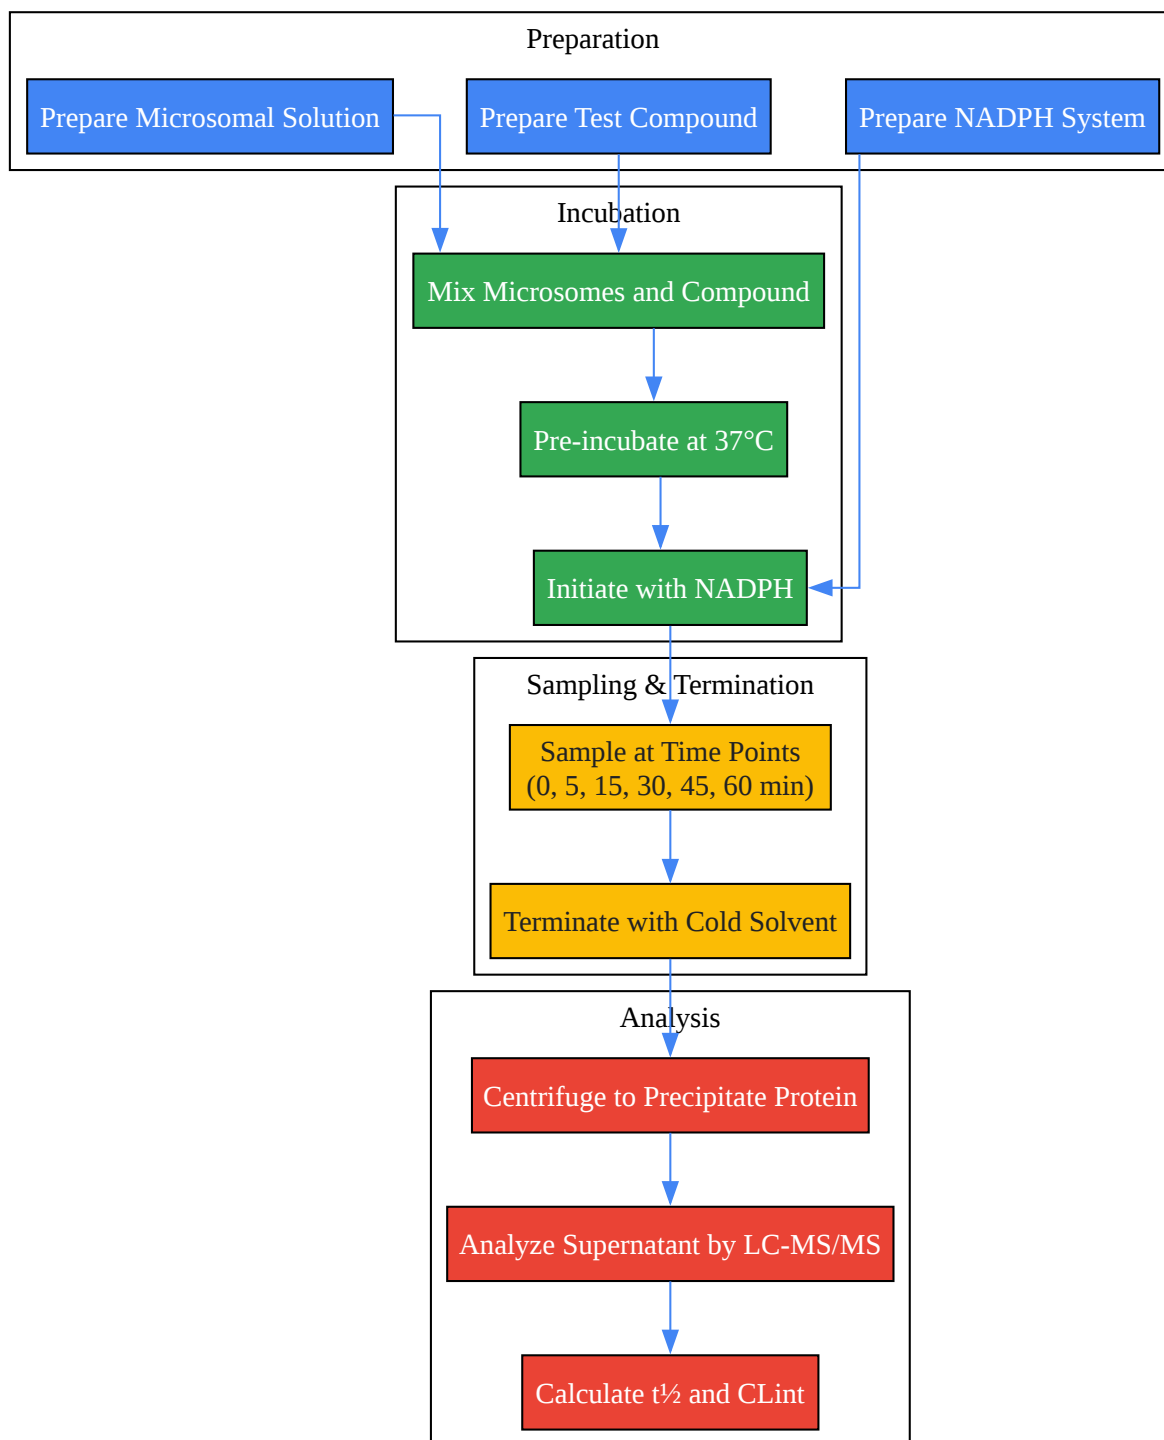 Preparation
Prepare Microsomal Solution
Prepare Test Compound
Prepare NADPH System
Incubation
Mix Microsomes and Compound
Pre-incubate at 37°C
Initiate with NADPH
Sampling & Termination
Sample at Time Points
(0, 5, 15, 30, 45, 60 min)
Terminate with Cold Solvent
Analysis
Centrifuge to Precipitate Protein
Analyze Supernatant by LC-MS/MS
Calculate t½ and CLint